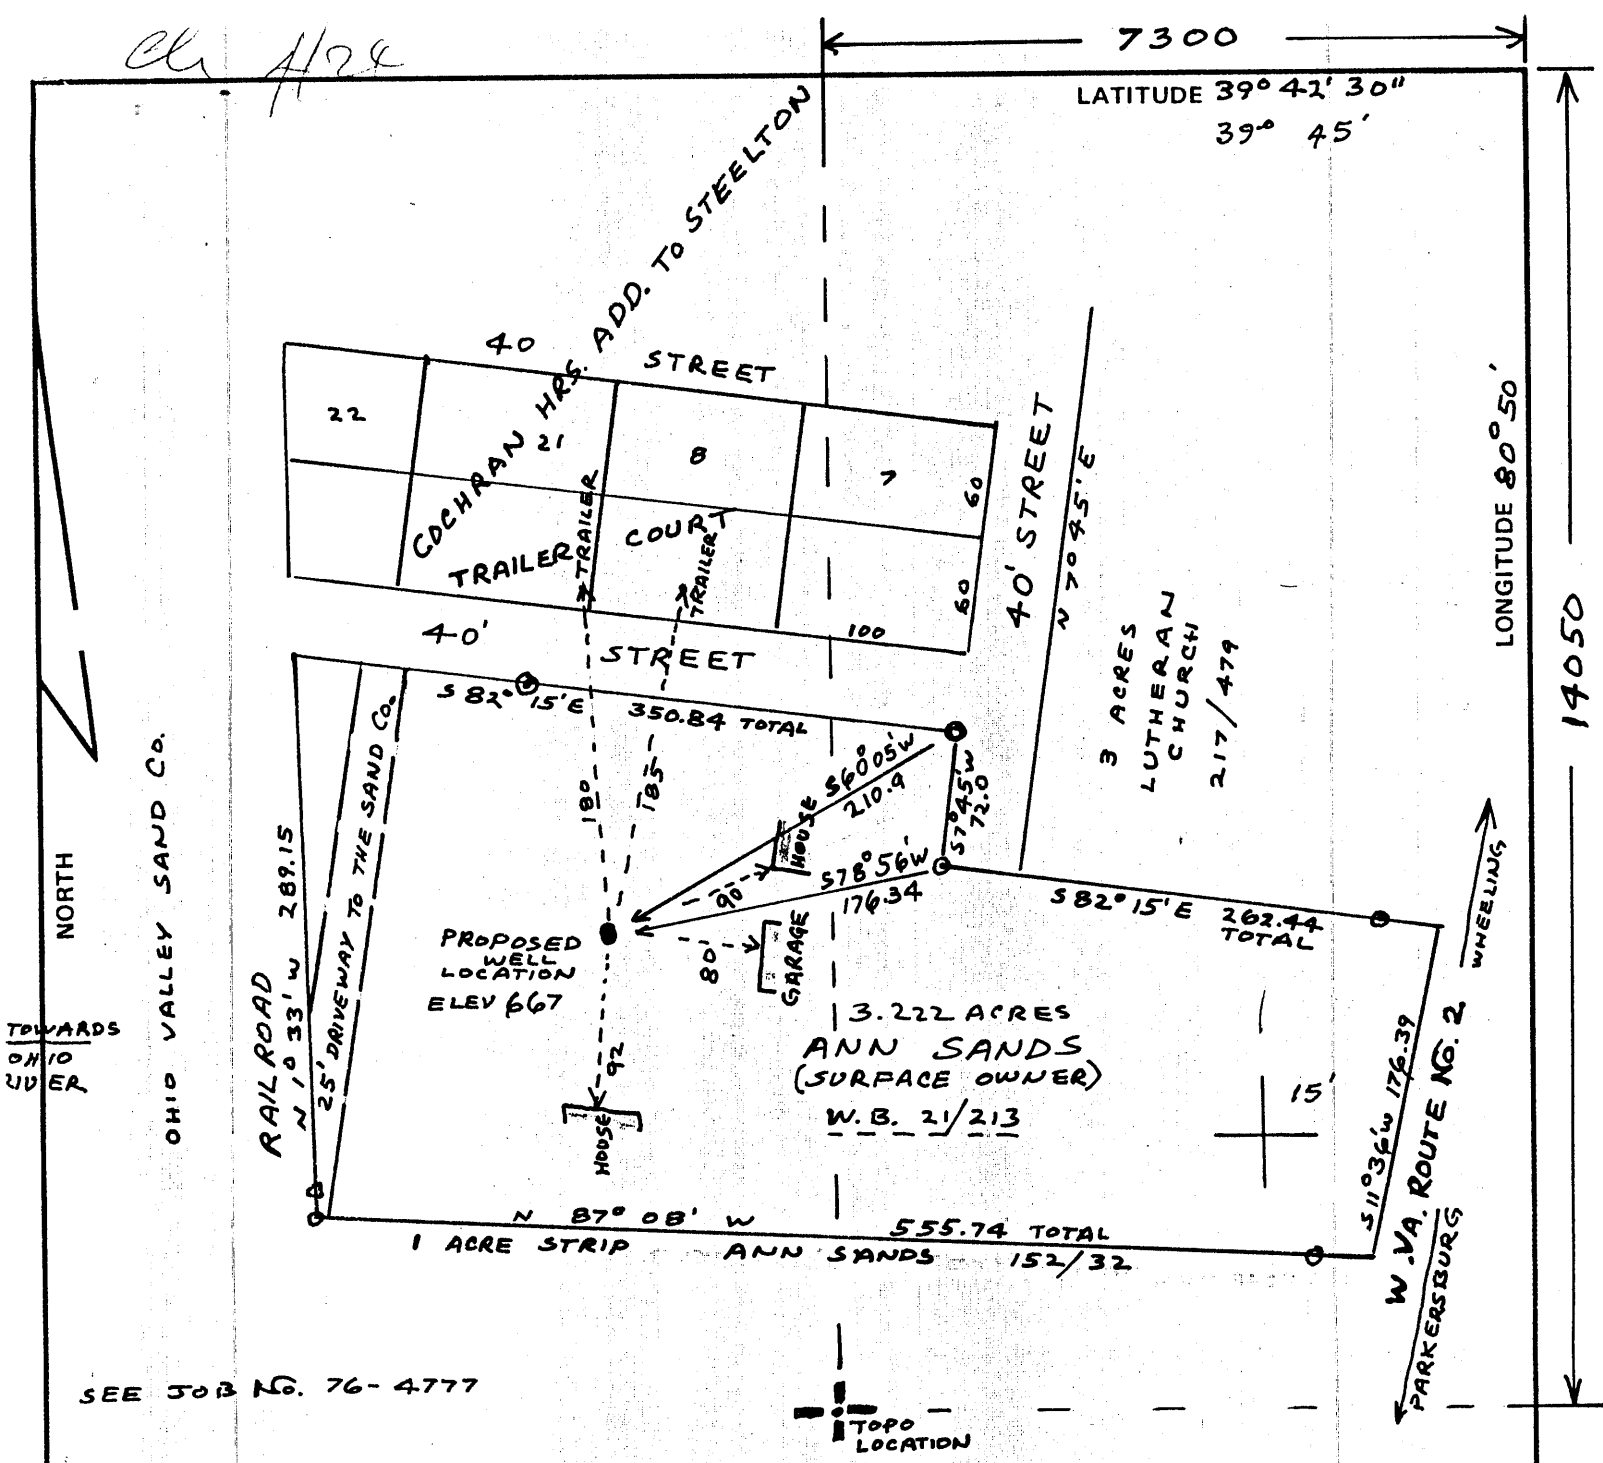 7300
LATITUDE 39° 42' 30"
39° 45'
COCHRAN HRS. ADD. TO STEELTON
40 STREET
22
21
8
7
60
60
100
TRAILER COURT
TRAILER
TRAILER
40' STREET
N 7° 45' E
LONGITUDE 80° 50'
14050
3 ACRES
LUTHERAN
CHURCH
217/479
40'
STREET
S 82° 15' E 350.84 TOTAL
S 60° 05' W
210.9
S 7° 45' W
72.0
S 78° 56' W
176.34
180
185
90
HOUSE
80'
GARAGE
92
HOUSE
PROPOSED
WELL
LOCATION
ELEV 667
S 82° 15' E 262.44
TOTAL
WHEELING
NORTH
OHIO VALLEY SAND CO.
RAILROAD
N 1° 33' W 289.15
25' DRIVEWAY TO THE SAND CO.
TOWARDS
OHIO
3.222 ACRES
ANN SANDS
(SURFACE OWNER)
W.B. 21/213
15'
S 11° 36' W 176.39
W.VA. ROUTE NO. 2
PARKERSBURG
N 87° 08' W 555.74 TOTAL
1 ACRE STRIP ANN SANDS 152/32
SEE JOB NO. 76-4777
TOPO
LOCATION